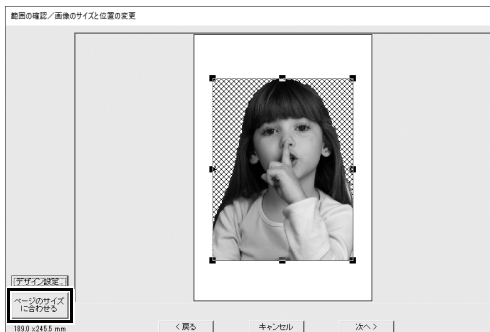 範囲の確認／画像のサイズと位置の変更
デザイン設定...
ページのサイズ
に合わせる
189.0 x245.5 mm
< 戻る
キャンセル
次へ >